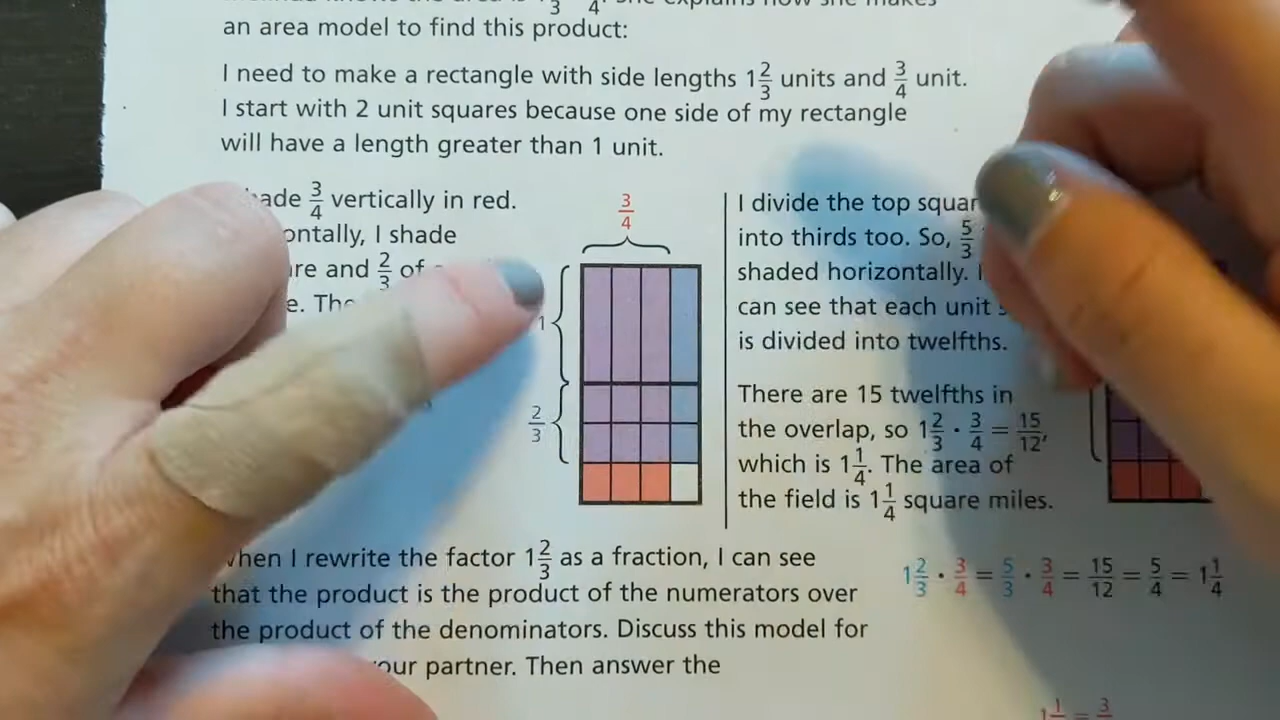 an area model to find this product:
I need to make a rectangle with side lengths 1 2/3 units and 3/4 unit.
I start with 2 unit squares because one side of my rectangle
will have a length greater than 1 unit.
3/4 vertically in red.
I shade
and 2/3 of
3/4
1
2/3
I divide the top
into thirds too. So, 5/3
shaded horizontally. I
can see that each unit
is divided into twelfths.
There are 15 twelfths in
the overlap, so 1 2/3 · 3/4 = 15/12,
which is 1 1/4. The area of
the field is 1 1/4 square miles.
When I rewrite the factor 1 2/3 as a fraction, I can see
that the product is the product of the numerators over
the product of the denominators. Discuss this model for
partner. Then answer the
1 2/3 · 3/4 = 5/3 · 3/4 = 15/12 = 5/4 = 1 1/4